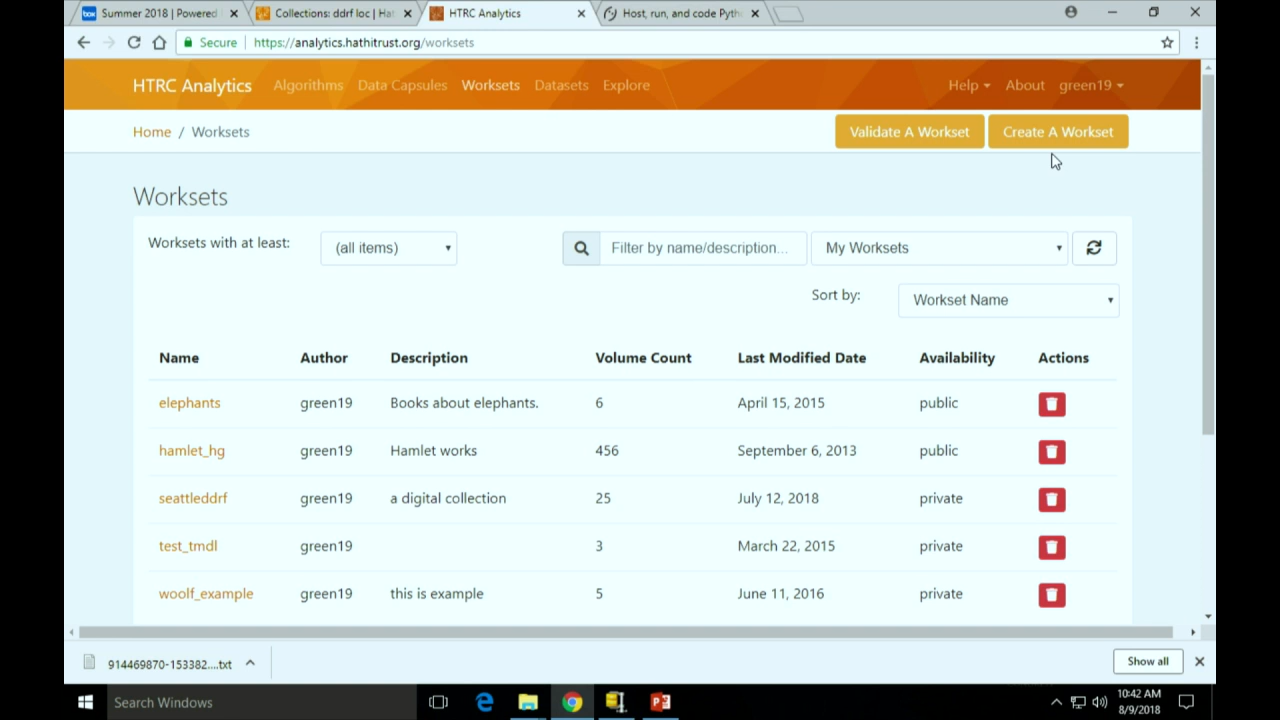 Summer 2018 | Powered
Collections: ddrf loc | Ha
HTRC Analytics
Host, run, and code Pyth
Secure
https://analytics.hathitrust.org/worksets
HTRC Analytics Algorithms Data Capsules Worksets Datasets Explore Help About green19
Home / Worksets
Validate A Workset
Create A Workset
Worksets
Worksets with at least:
(all items)
Filter by name/description...
My Worksets
Sort by:
Workset Name
Name Author Description Volume Count Last Modified Date Availability Actions
elephants green19 Books about elephants. 6 April 15, 2015 public
hamlet_hg green19 Hamlet works 456 September 6, 2013 public
seattleddrf green19 a digital collection 25 July 12, 2018 private
test_tmdl green19 3 March 22, 2015 private
woolf_example green19 this is example 5 June 11, 2016 private
914469870-153382....txt
Show all
Search Windows
10:42 AM
8/9/2018